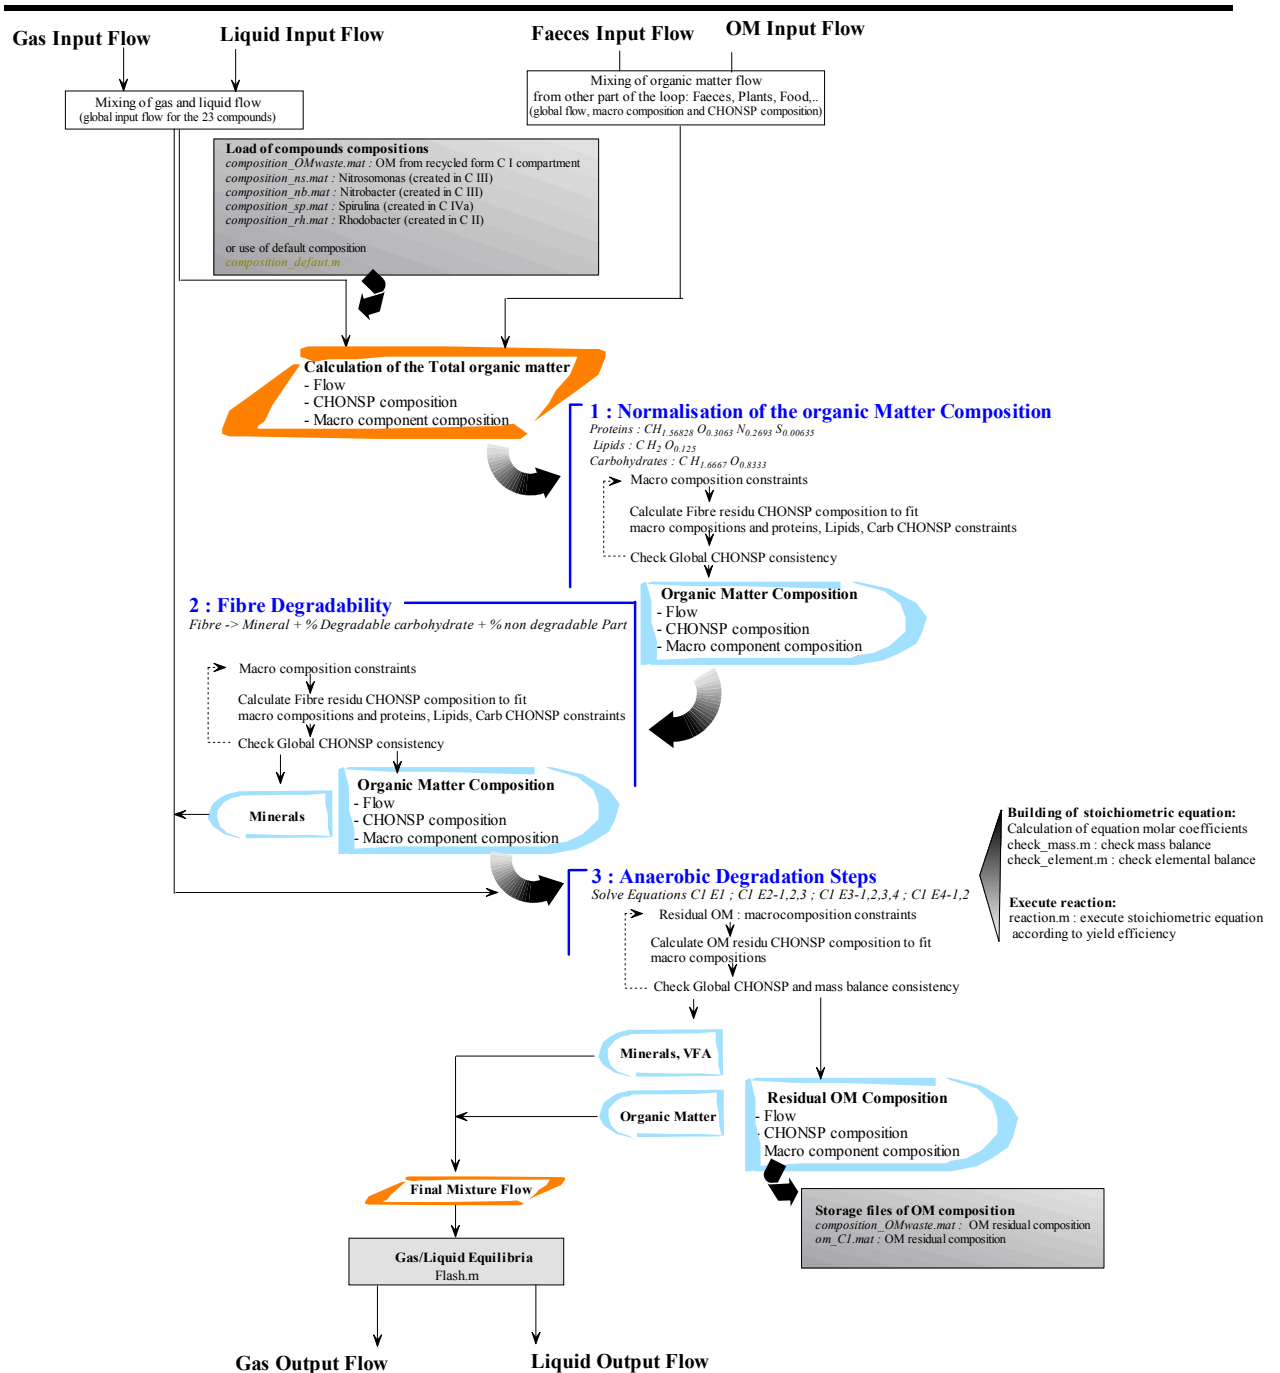 Gas Input Flow
Liquid Input Flow
Faeces Input Flow
OM Input Flow
Mixing of gas and liquid flow
(global input flow for the 23 compounds)
Mixing of organic matter flow
from other part of the loop: Faeces, Plants, Food,..
(global flow, macro composition and CHONSP composition)
Load of compounds compositions
composition_OMwaste.mat : OM from recycled form C I compartment
composition_ns.mat : Nitrosomonas (created in C III)
composition_nb.mat : Nitrobacter (created in C III)
composition_sp.mat : Spirulina (created in C IVa)
composition_rh.mat : Rhodobacter (created in C II)
or use of default composition
composition_defaut.m
Calculation of the Total organic matter
- Flow
- CHONSP composition
- Macro component composition
1 : Normalisation of the organic Matter Composition
Proteins : CH1.56828 O0.3063 N0.2693 S0.00635
Lipids : C H2 O0.125
Carbohydrates : C H1.6667 O0.8333
Macro composition constraints
Calculate Fibre residu CHONSP composition to fit
macro compositions and proteins, Lipids, Carb CHONSP constraints
Check Global CHONSP consistency
Organic Matter Composition
- Flow
- CHONSP composition
- Macro component composition
2 : Fibre Degradability
Fibre -> Mineral + % Degradable carbohydrate + % non degradable Part
Macro composition constraints
Calculate Fibre residu CHONSP composition to fit
macro compositions and proteins, Lipids, Carb CHONSP constraints
Check Global CHONSP consistency
Minerals
Organic Matter Composition
- Flow
- CHONSP composition
- Macro component composition
Building of stoichiometric equation:
Calculation of equation molar coefficients
check_mass.m : check mass balance
check_element.m : check elemental balance
Execute reaction:
reaction.m : execute stoichiometric equation
according to yield efficiency
3 : Anaerobic Degradation Steps
Solve Equations C1 E1 ; C1 E2-1,2,3 ; C1 E3-1,2,3,4 ; C1 E4-1,2
Residual OM : macrocomposition constraints
Calculate OM residu CHONSP composition to fit
macro compositions
Check Global CHONSP and mass balance consistency
Minerals, VFA
Organic Matter
Residual OM Composition
- Flow
- CHONSP composition
Macro component composition
Final Mixture Flow
Storage files of OM composition
composition_OMwaste.mat : OM residual composition
om_C1.mat : OM residual composition
Gas/Liquid Equilibria
Flash.m
Gas Output Flow
Liquid Output Flow